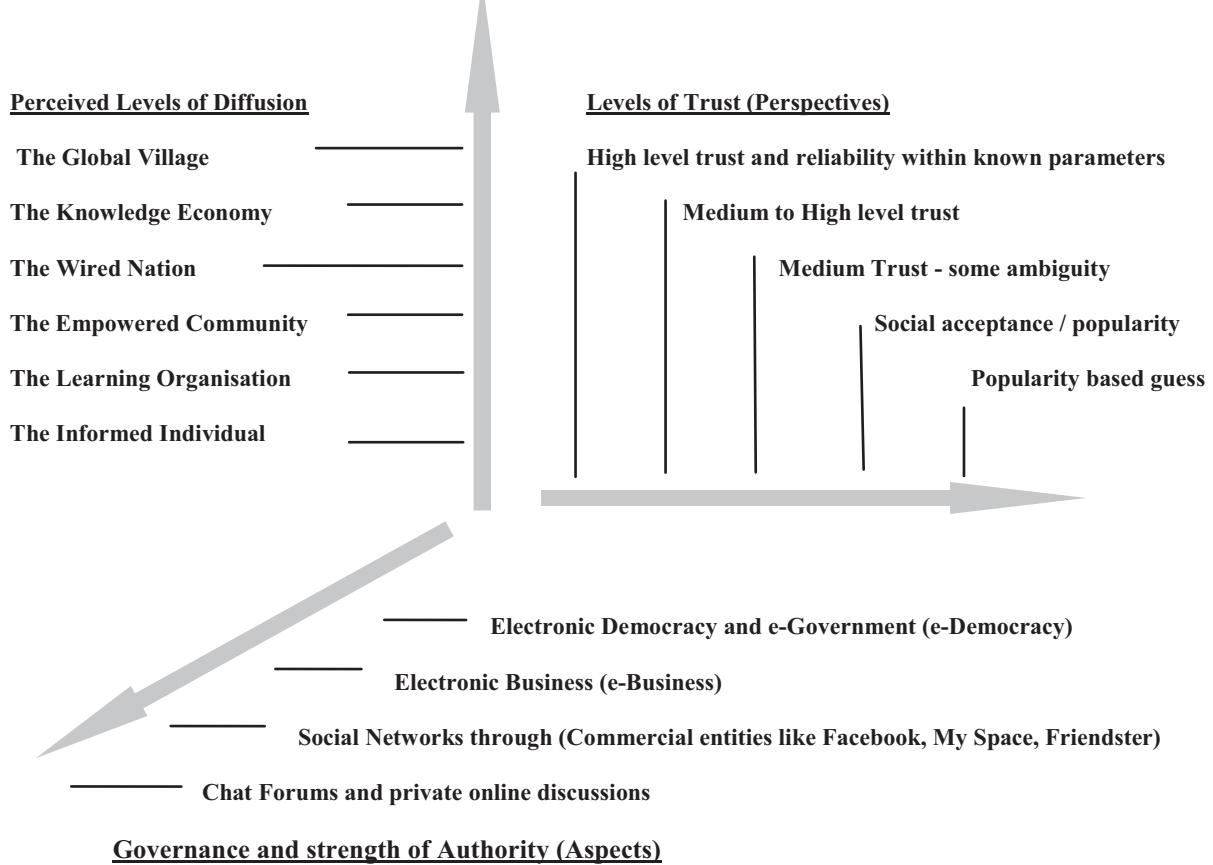 Perceived Levels of Diffusion
The Global Village
The Knowledge Economy
The Wired Nation
The Empowered Community
The Learning Organisation
The Informed Individual
Levels of Trust (Perspectives)
High level trust and reliability within known parameters
Medium to High level trust
Medium Trust - some ambiguity
Social acceptance / popularity
Popularity based guess
Electronic Democracy and e-Government (e-Democracy)
Electronic Business (e-Business)
Social Networks through (Commercial entities like Facebook, My Space, Friendster)
Chat Forums and private online discussions
Governance and strength of Authority (Aspects)